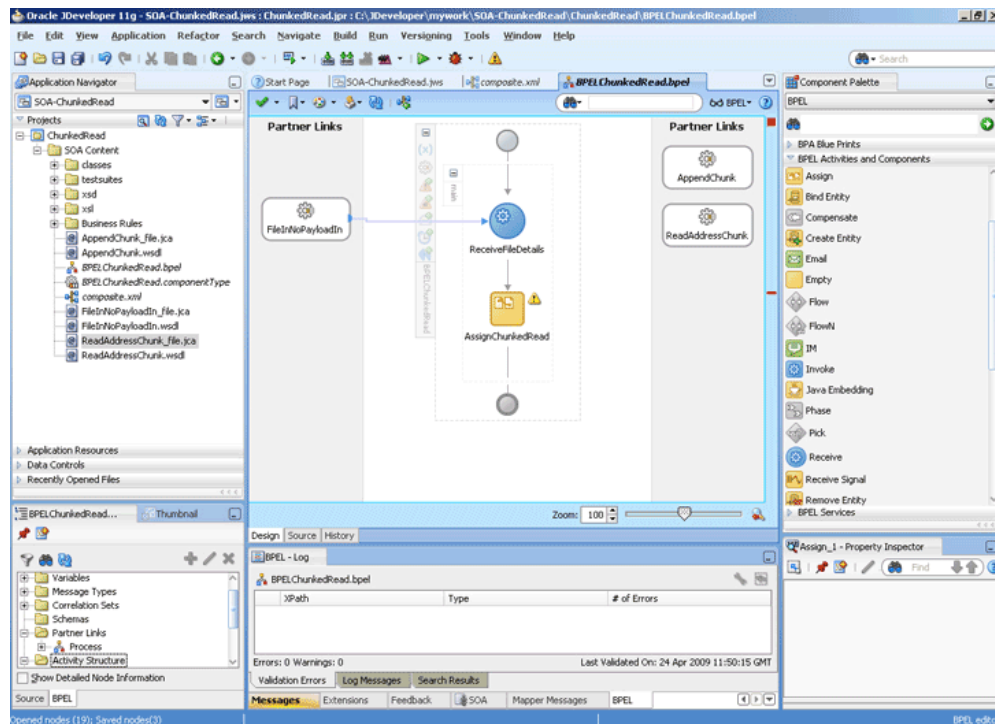 Oracle JDeveloper 11g - SOA-ChunkedRead.jws : ChunkedRead.jpr : C:\JDeveloper\mywork\SOA-ChunkedRead\ChunkedRead\BPELChunkedRead.bpel
File Edit View Application Refactor Search Navigate Build Run Versioning Tools Window Help
Search
Application Navigator
SOA-ChunkedRead
Projects
ChunkedRead
SOA Content
classes
testsuites
xsd
xsl
Business Rules
AppendChunk_file.jca
AppendChunk.wsdl
BPELChunkedRead.bpel
BPELChunkedRead.componentType
composite.xml
FileInNoPayloadIn_file.jca
FileInNoPayloadIn.wsdl
ReadAddressChunk_file.jca
ReadAddressChunk.wsdl
Application Resources
Data Controls
Recently Opened Files
Start Page SOA-ChunkedRead.jws composite.xml BPELChunkedRead.bpel
BPEL
Partner Links
FileInNoPayloadIn
main
BPELChunkedRead
ReceiveFileDetails
AssignChunkedRead
Partner Links
AppendChunk
ReadAddressChunk
Zoom: 100
Design Source History
Component Palette
BPEL
BPA Blue Prints
BPEL Activities and Components
Assign
Bind Entity
Compensate
Create Entity
Email
Empty
Flow
FlowN
IM
Invoke
Java Embedding
Phase
Pick
Receive
Receive Signal
Remove Entity
BPEL Services
BPELChunkedRead... Thumbnail
Variables
Message Types
Correlation Sets
Schemas
Partner Links
Process
Activity Structure
Show Detailed Node Information
Source BPEL
BPEL - Log
BPELChunkedRead.bpel
XPath Type # of Errors
Errors: 0 Warnings: 0 Last Validated On: 24 Apr 2009 11:50:15 GMT
Validation Errors Log Messages Search Results
Messages Extensions Feedback SOA Mapper Messages BPEL
Assign_1 - Property Inspector
Find
Opened nodes (19); Saved nodes(3) BPEL edit